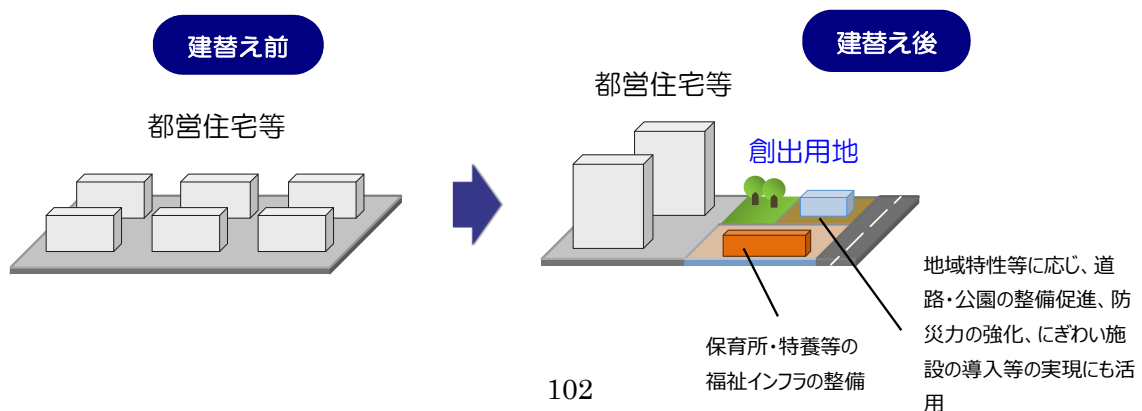 建替え前
都営住宅等
建替え後
都営住宅等
創出用地
保育所・特養等の
福祉インフラの整備
地域特性等に応じ、道
路・公園の整備促進、防
災力の強化、にぎわい施
設の導入等の実現にも活
用
102